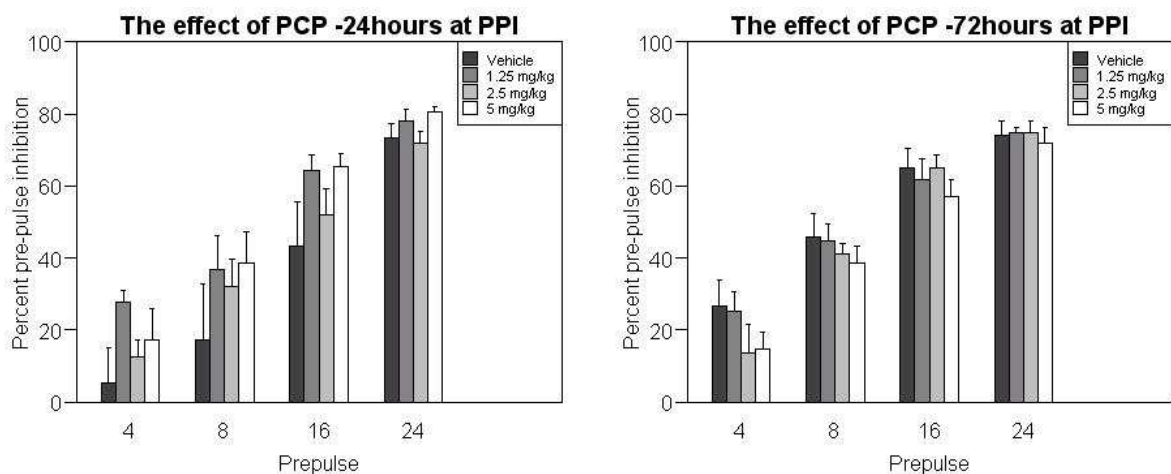 The effect of PCP -24hours at PPI
Percent pre-pulse inhibition
100
80
60
40
20
0
Vehicle
1.25 mg/kg
2.5 mg/kg
5 mg/kg
4 8 16 24
Prepulse
The effect of PCP -72hours at PPI
Percent pre-pulse inhibition
100
80
60
40
20
0
Vehicle
1.25 mg/kg
2.5 mg/kg
5 mg/kg
4 8 16 24
Prepulse